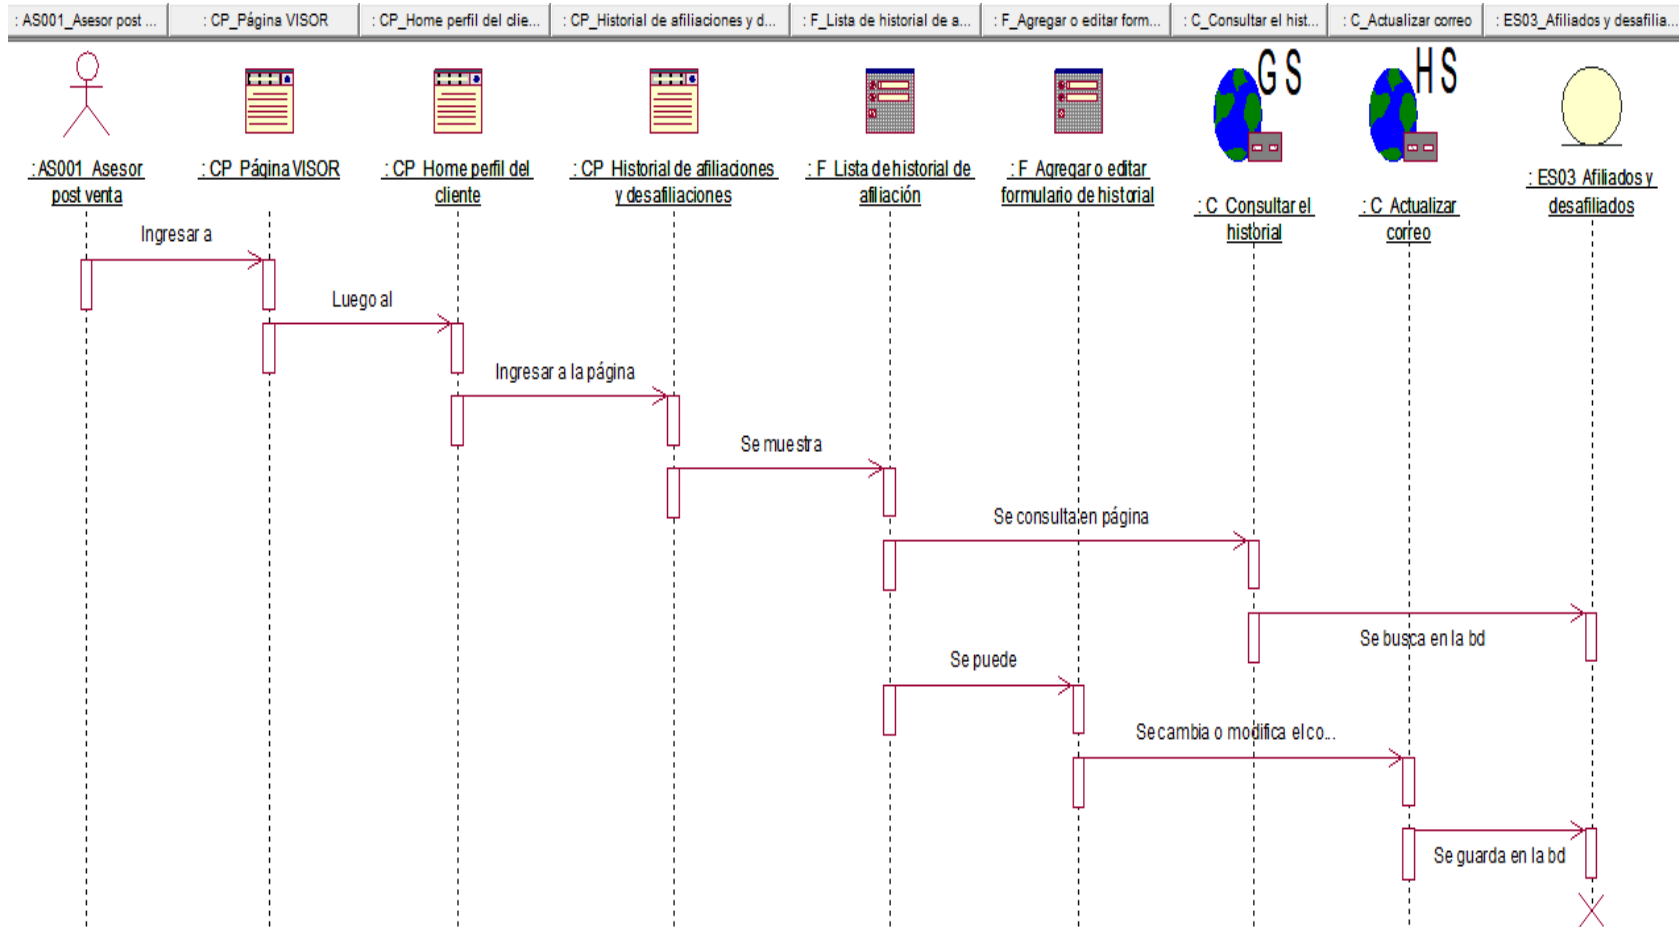 : AS001_Asesor post ...
: CP_Página VISOR
: CP_Home perfil del clie...
: CP_Historial de afiliaciones y d...
: F_Lista de historial de a...
: F_Agregar o editar form...
: C_Consultar el hist...
: C_Actualizar correo
: ES03_Afiliados y desafilia...
GS
HS
: AS001_Asesor
post venta
: CP_Página VISOR
: CP_Home perfil del
cliente
: CP_Historial de afiliaciones
y desafiliaciones
: F_Lista de historial de
afiliación
: F_Agregar o editar
formulario de historial
: C_Consultar el
historial
: C_Actualizar
correo
: ES03_Afiliados y
desafiliados
Ingresar a
Luego al
Ingresar a la página
Se muestra
Se consulta en página
Se busca en la bd
Se puede
Se cambia o modifica el co...
Se guarda en la bd